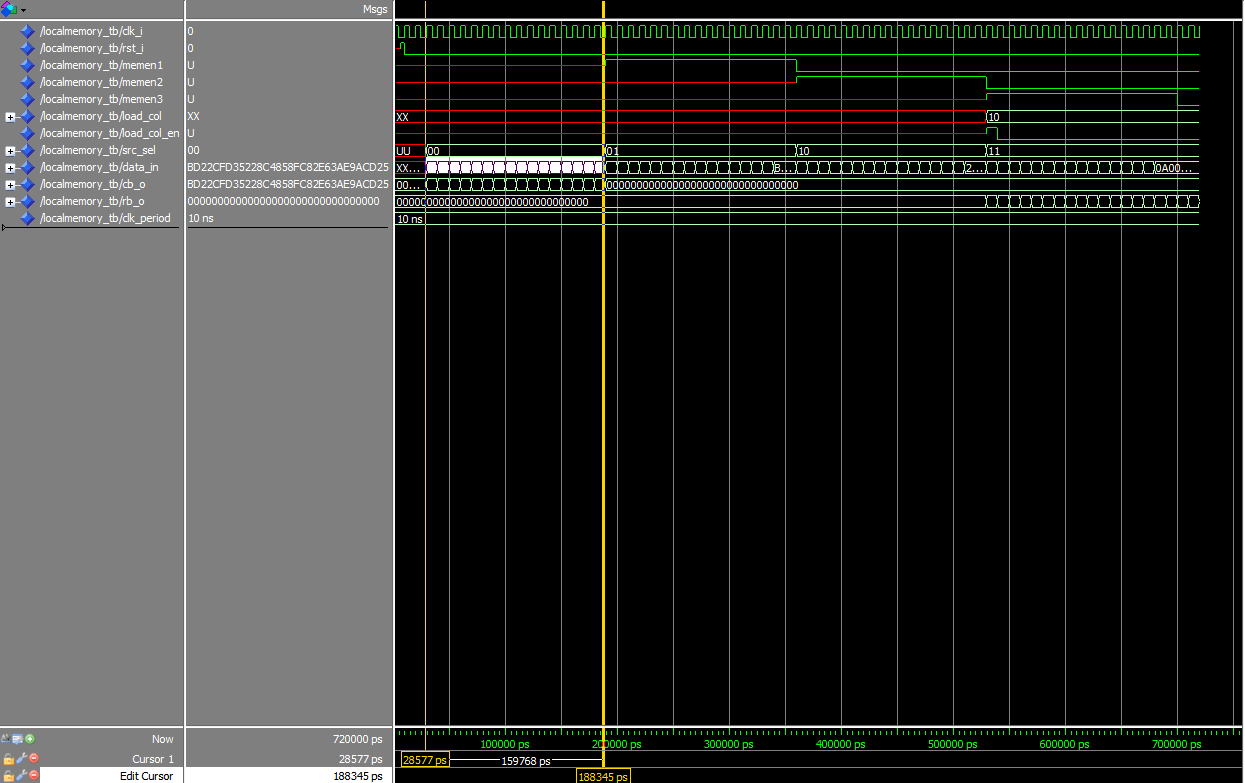 Msgs
/localmemory_tb/clk_i 0
/localmemory_tb/rst_i 0
/localmemory_tb/memen1 U
/localmemory_tb/memen2 U
/localmemory_tb/memen3 U
/localmemory_tb/load_col XX XX 10
/localmemory_tb/load_col_en U
/localmemory_tb/src_sel 00 UU 00 01 10 11
/localmemory_tb/data_in BD22CFD35228C4858FC82E63AE9ACD25 XX... B... 2... 0A00...
/localmemory_tb/cb_o BD22CFD35228C4858FC82E63AE9ACD25 00... 00000000000000000000000000000000
/localmemory_tb/rb_o 00000000000000000000000000000000 00000000000000000000000000000000
/localmemory_tb/clk_period 10 ns 10 ns
Now 720000 ps 100000 ps 200000 ps 300000 ps 400000 ps 500000 ps 600000 ps 700000 ps
Cursor 1 28577 ps 28577 ps 159768 ps
Edit Cursor 188345 ps 188345 ps